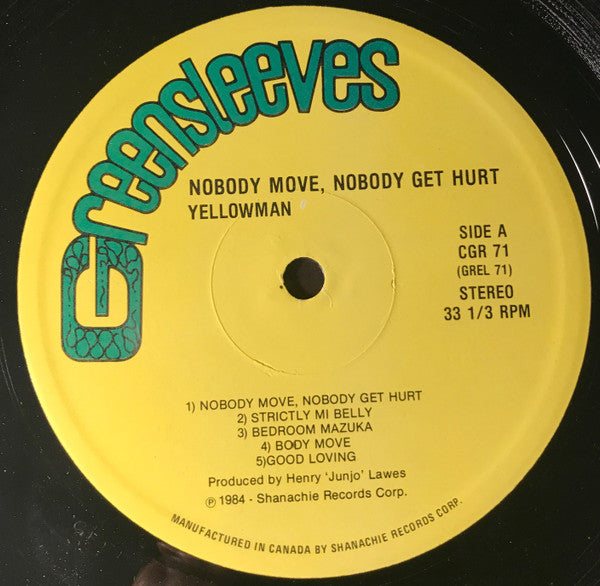 Greensleeves
NOBODY MOVE, NOBODY GET HURT
YELLOWMAN
SIDE A
CGR 71
(GREL 71)
STEREO
33 1/3 RPM
1) NOBODY MOVE, NOBODY GET HURT
2) STRICTLY MI BELLY
3) BEDROOM MAZUKA
4) BODY MOVE
5)GOOD LOVING
Produced by Henry 'Junjo' Lawes
℗ 1984 - Shanachie Records Corp.
MANUFACTURED IN CANADA BY SHANACHIE RECORDS CORP.